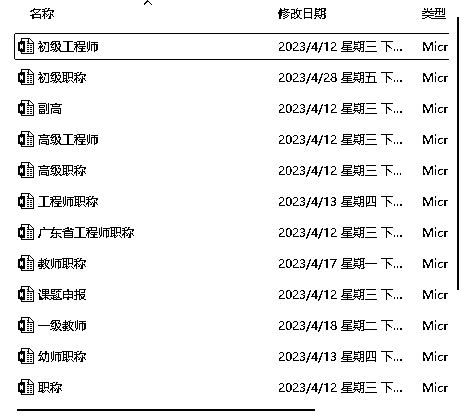 名称 修改日期 类型
初级工程师 2023/4/12 星期三 下... Micr
初级职称 2023/4/28 星期五 下... Micr
副高 2023/4/12 星期三 下... Micr
高级工程师 2023/4/12 星期三 下... Micr
高级职称 2023/4/12 星期三 下... Micr
工程师职称 2023/4/13 星期四 下... Micr
广东省工程师职称 2023/4/12 星期三 下... Micr
教师职称 2023/4/17 星期一 下... Micr
课题申报 2023/4/12 星期三 下... Micr
一级教师 2023/4/18 星期二 下... Micr
幼师职称 2023/4/13 星期四 下... Micr
职称 2023/4/12 星期三 下... Micr